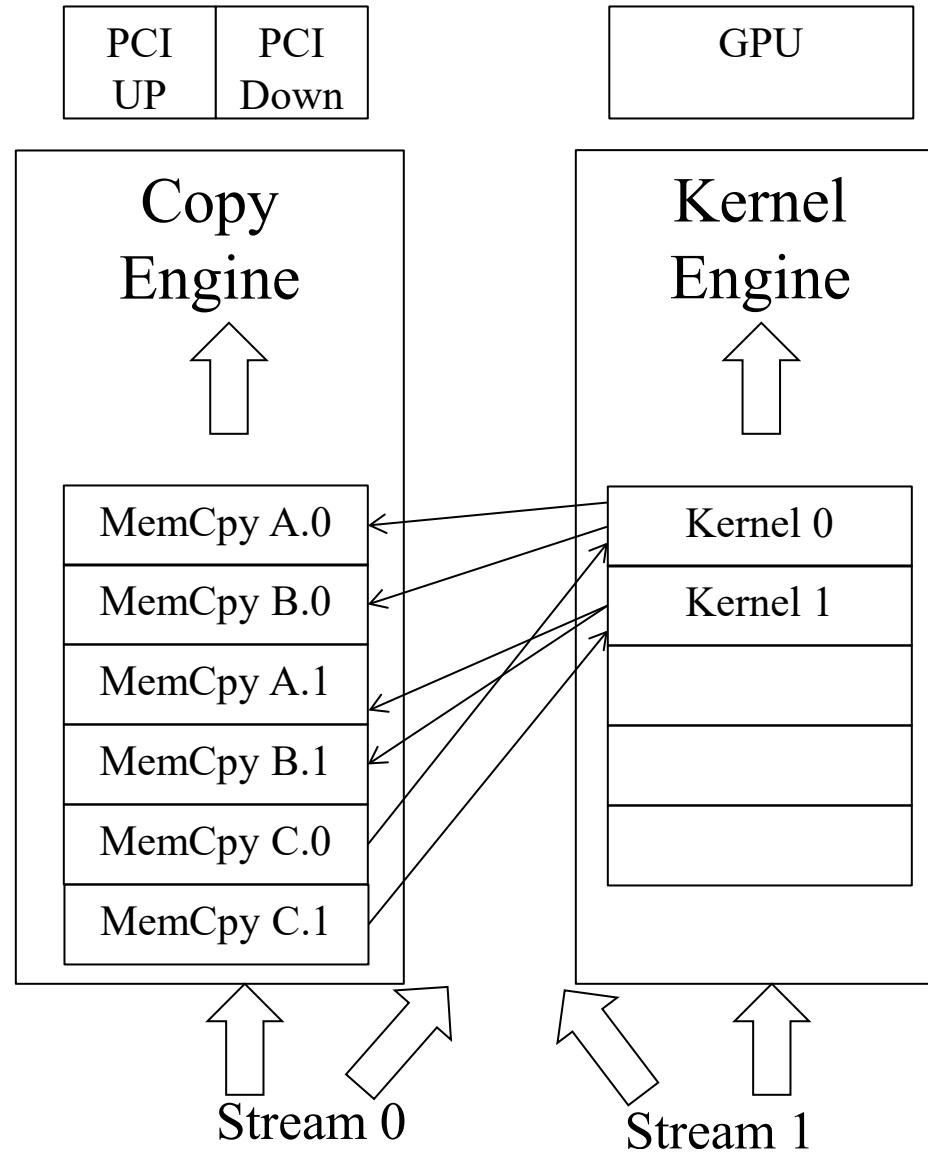 PCI
UP
PCI
Down
GPU
Copy
Engine
Kernel
Engine
MemCpy A.0
MemCpy B.0
MemCpy A.1
MemCpy B.1
MemCpy C.0
MemCpy C.1
Kernel 0
Kernel 1
Stream 0
Stream 1